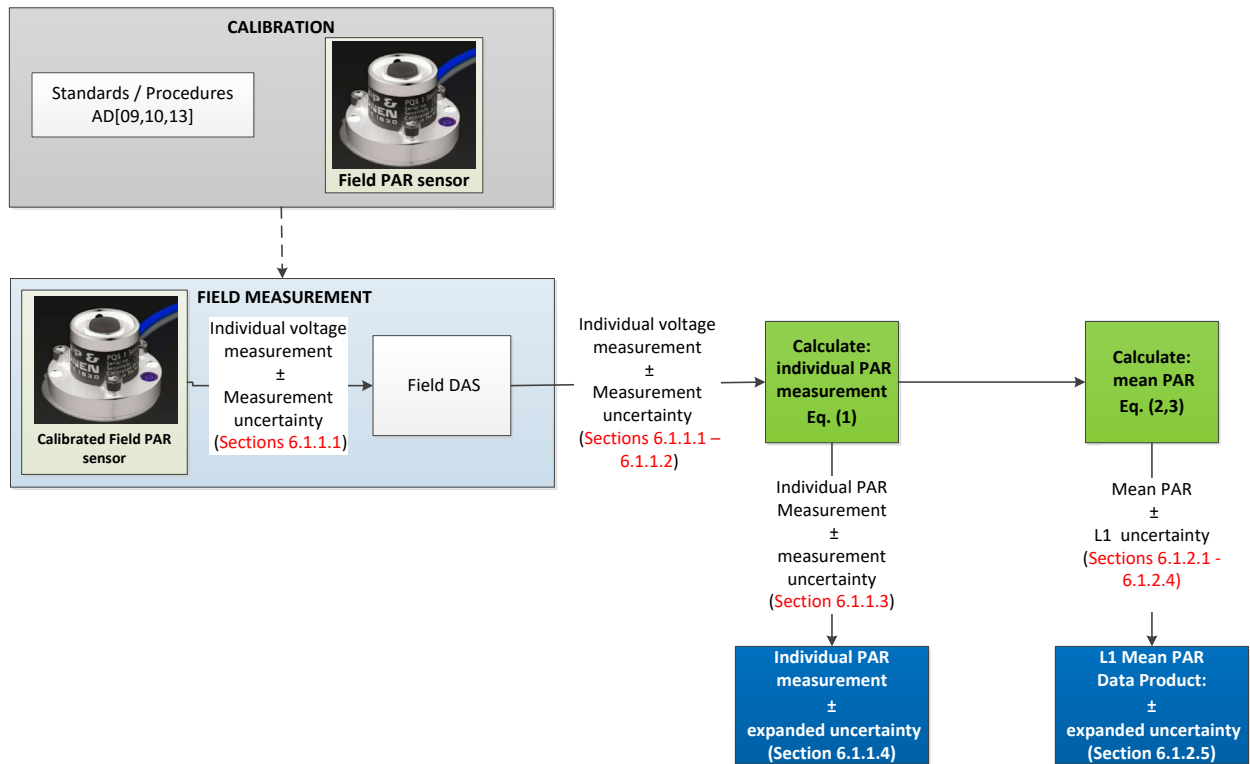 CALIBRATION
Standards / Procedures
AD[09,10,13]
PQS 1
Field PAR sensor
FIELD MEASUREMENT
PQS 1
Calibrated Field PAR
sensor
Individual voltage
measurement
±
Measurement
uncertainty
(Sections 6.1.1.1)
Field DAS
Individual voltage
measurement
±
Measurement
uncertainty
(Sections 6.1.1.1 –
6.1.1.2)
Calculate:
individual PAR
measurement
Eq. (1)
Calculate:
mean PAR
Eq. (2,3)
Individual PAR
Measurement
±
measurement
uncertainty
(Section 6.1.1.3)
Mean PAR
±
L1 uncertainty
(Sections 6.1.2.1 -
6.1.2.4)
Individual PAR
measurement
±
expanded uncertainty
(Section 6.1.1.4)
L1 Mean PAR
Data Product:
±
expanded uncertainty
(Section 6.1.2.5)